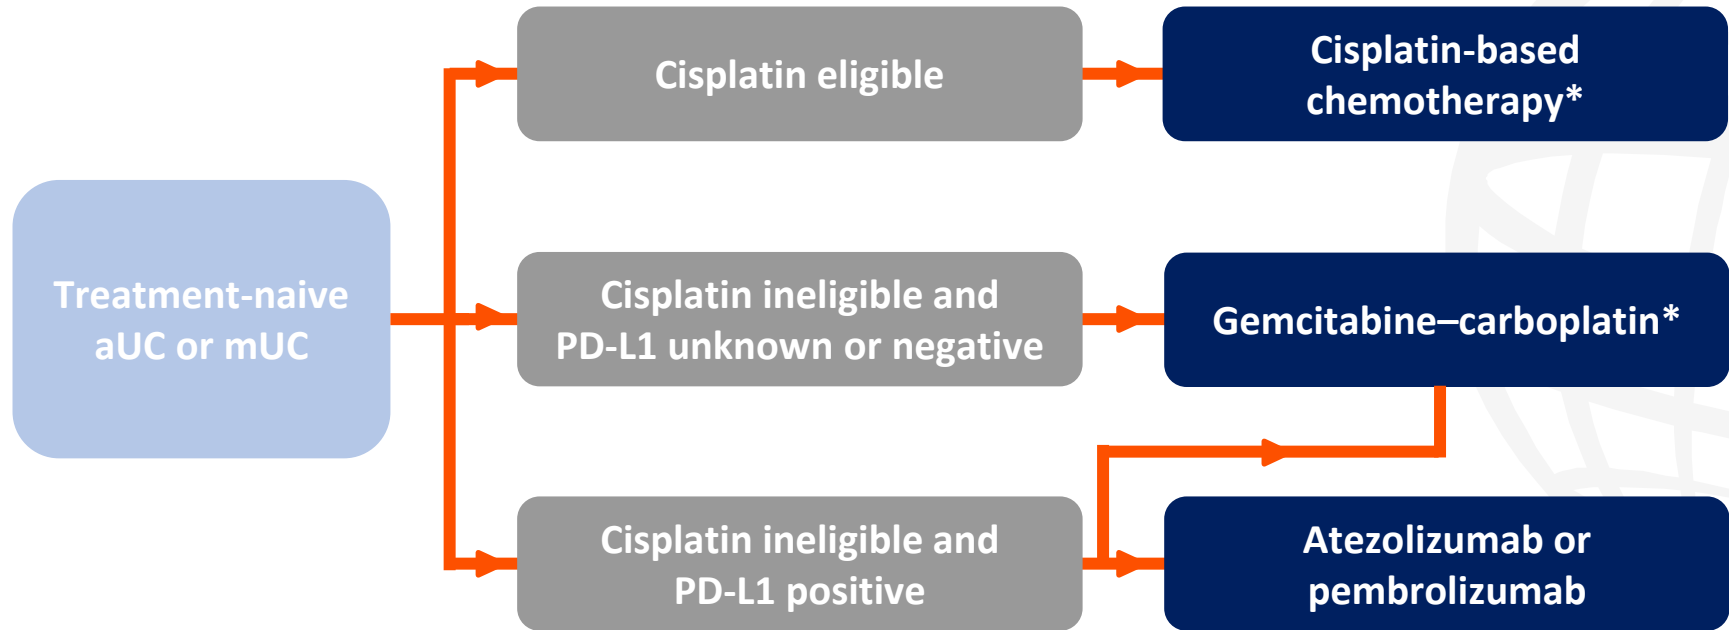 Cisplatin eligible
Cisplatin-based
chemotherapy*
Treatment-naive
aUC or mUC
Cisplatin ineligible and
PD-L1 unknown or negative
Gemcitabine–carboplatin*
Cisplatin ineligible and
PD-L1 positive
Atezolizumab or
pembrolizumab